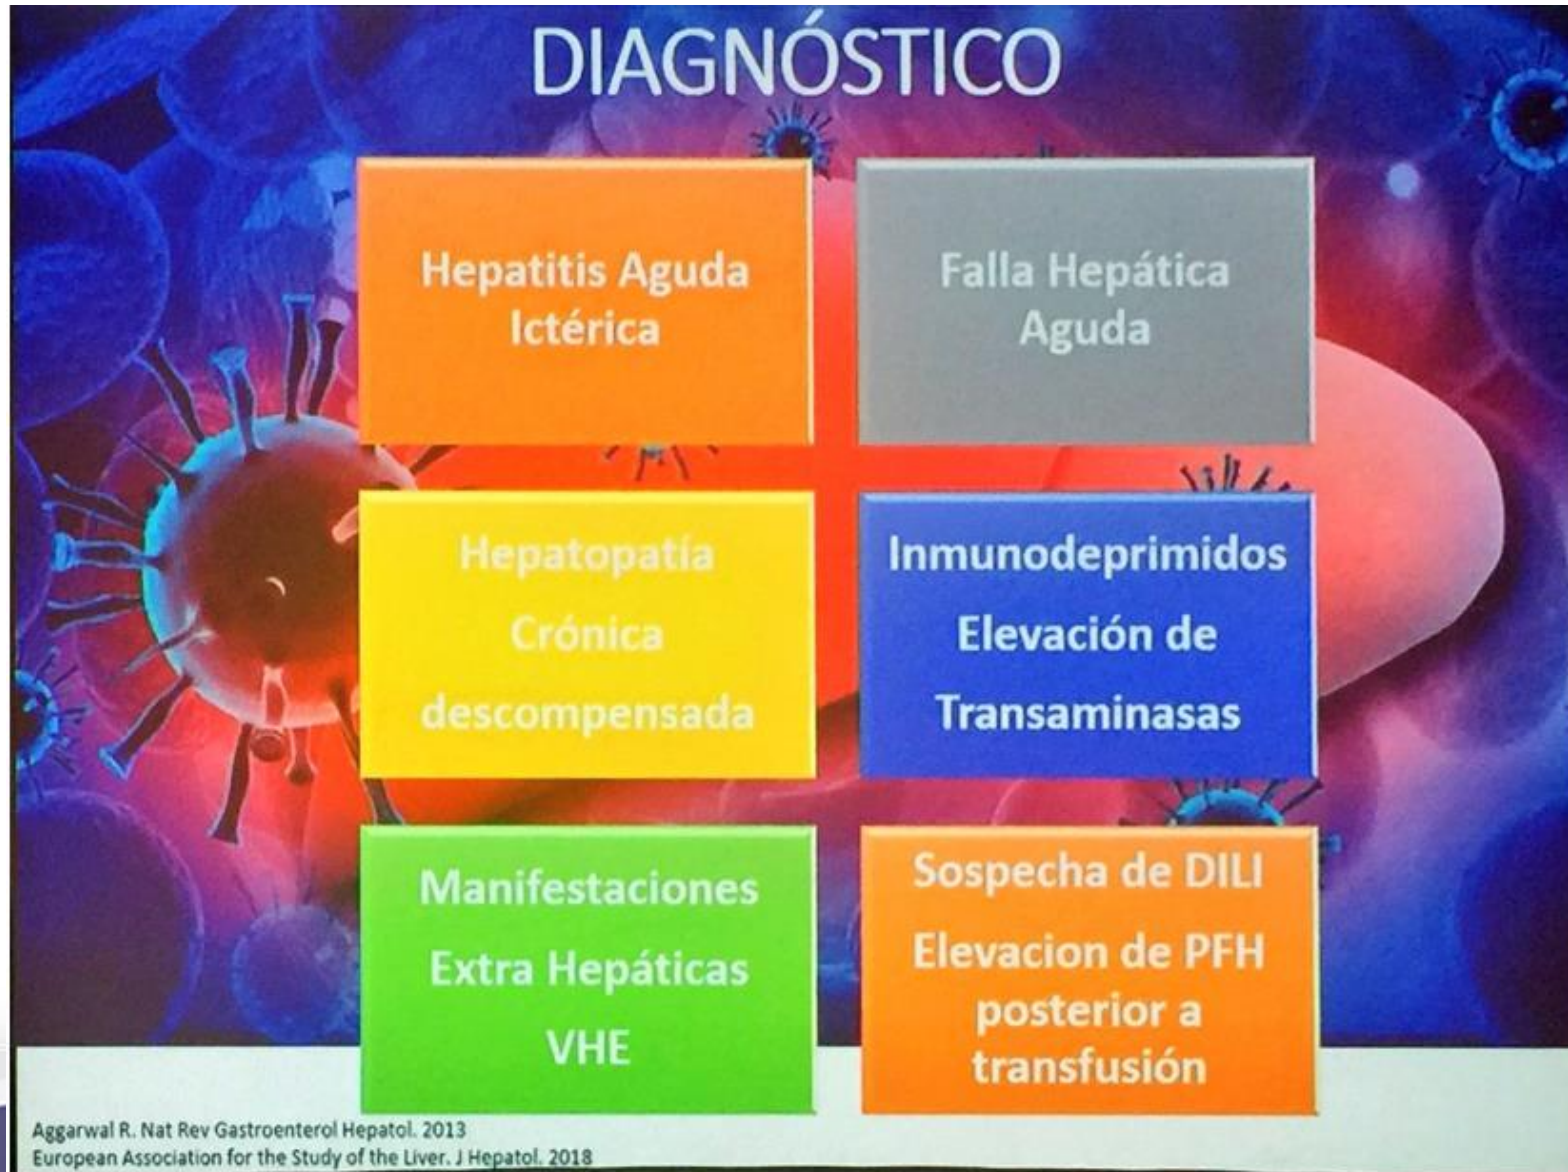 DIAGNÓSTICO
Hepatitis Aguda
Ictérica
Falla Hepática
Aguda
Hepatopatía
Crónica
descompensada
Inmunodeprimidos
Elevación de
Transaminasas
Manifestaciones
Extra Hepáticas
VHE
Sospecha de DILI
Elevacion de PFH
posterior a
transfusión
Aggarwal R. Nat Rev Gastroenterol Hepatol. 2013
European Association for the Study of the Liver. J Hepatol. 2018